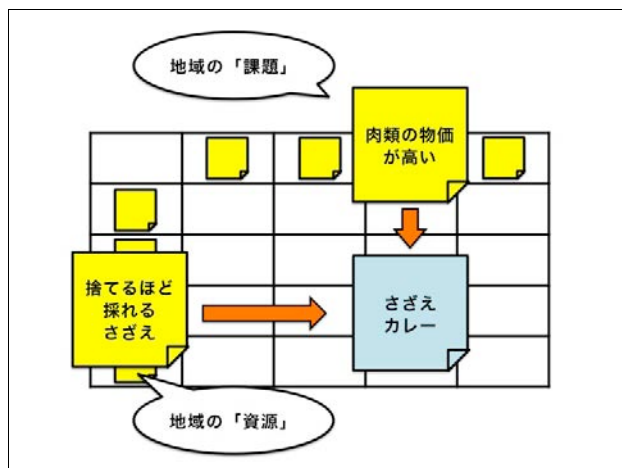 地域の「課題」
肉類の物価
が高い
捨てるほど
採れる
さざえ
さざえ
カレー
地域の「資源」